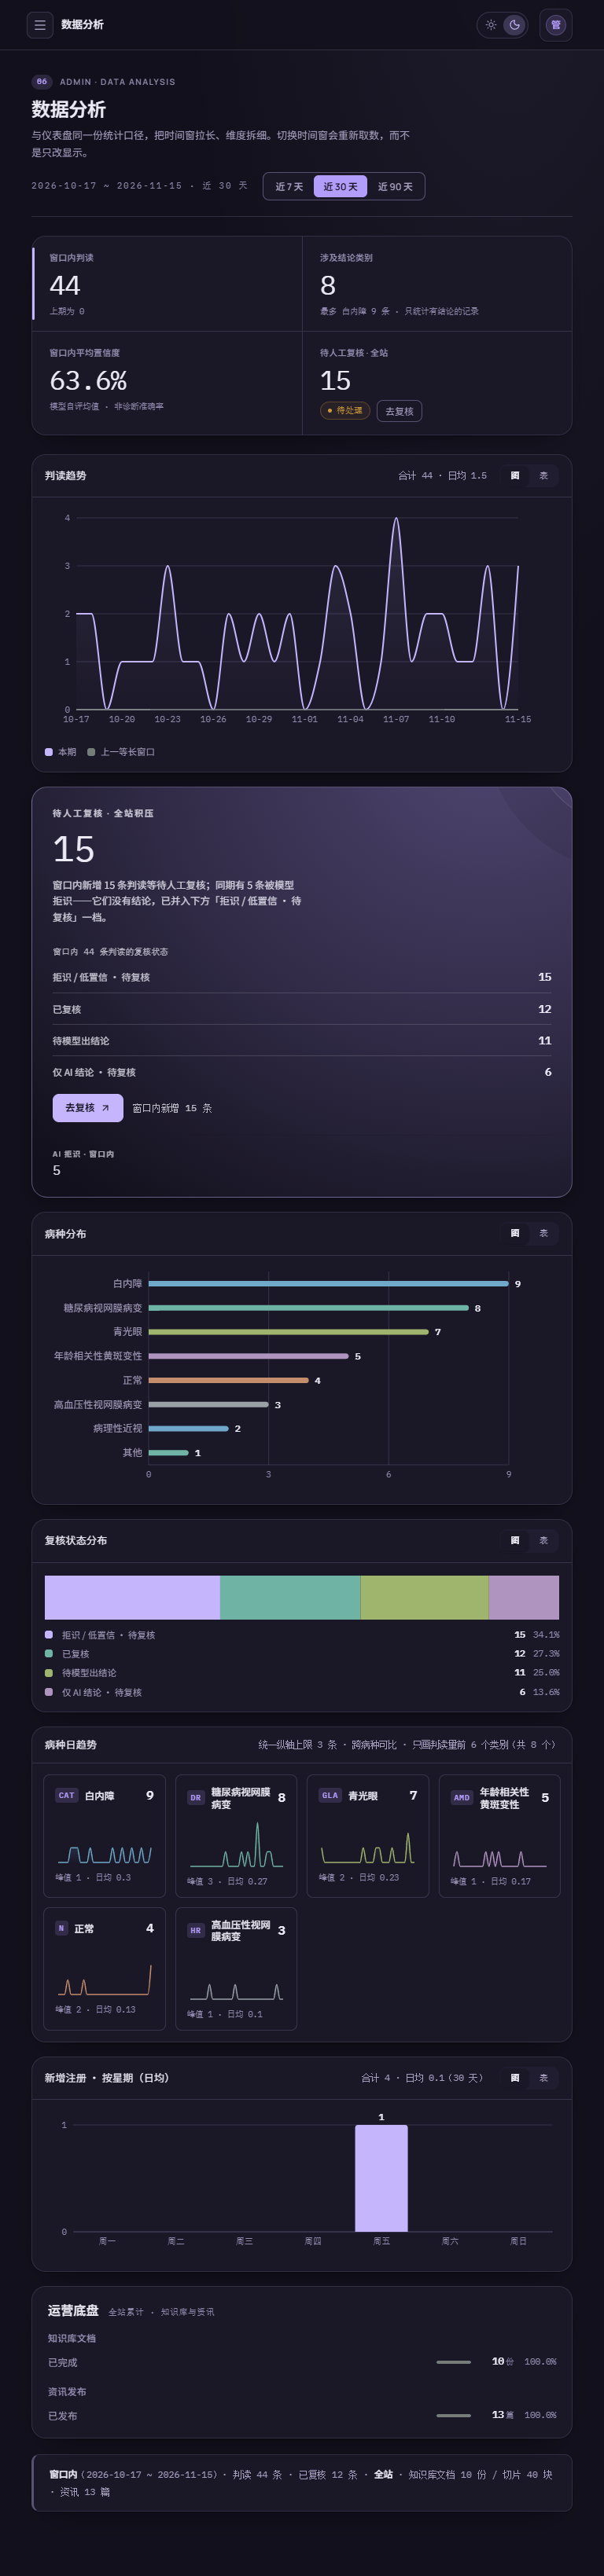 数据分析
管
06 ADMIN · DATA ANALYSIS
数据分析
与仪表盘同一份统计口径，把时间窗拉长、维度拆细。切换时间窗会重新取数，而不
是只改显示。
2026-10-17 ~ 2026-11-15 · 近 30 天
近 7 天 近 30 天 近 90 天
窗口内判读
44
上期为 0
涉及结论类别
8
最多 白内障 9 条 · 只统计有结论的记录
窗口内平均置信度
63.6%
模型自评均值 · 非诊断准确率
待人工复核 · 全站
15
待处理 去复核
判读趋势 合计 44 · 日均 1.5 图 表
4
3
2
1
0
10-17 10-20 10-23 10-26 10-29 11-01 11-04 11-07 11-10 11-15
本期 上一等长窗口
待人工复核 · 全站积压
15
窗口内新增 15 条判读等待人工复核；同期有 5 条被模型
拒识——它们没有结论，已并入下方「拒识 / 低置信 · 待
复核」一档。
窗口内 44 条判读的复核状态
拒识 / 低置信 · 待复核 15
已复核 12
待模型出结论 11
仅 AI 结论 · 待复核 6
去复核 窗口内新增 15 条
AI 拒识 · 窗口内
5
病种分布 图 表
白内障 9
糖尿病视网膜病变 8
青光眼 7
年龄相关性黄斑变性 5
正常 4
高血压性视网膜病变 3
病理性近视 2
其他 1
0 3 6 9
复核状态分布 图 表
拒识 / 低置信 · 待复核 15 34.1%
已复核 12 27.3%
待模型出结论 11 25.0%
仅 AI 结论 · 待复核 6 13.6%
病种日趋势 统一纵轴上限 3 条 · 跨病种可比 · 只画判读量前 6 个类别（共 8 个）
CAT 白内障 9
峰值 1 · 日均 0.3
DR 糖尿病视网膜
病变 8
峰值 3 · 日均 0.27
GLA 青光眼 7
峰值 2 · 日均 0.23
AMD 年龄相关性
黄斑变性 5
峰值 1 · 日均 0.17
N 正常 4
峰值 2 · 日均 0.13
HR 高血压性视网
膜病变 3
峰值 1 · 日均 0.1
新增注册 · 按星期（日均） 合计 4 · 日均 0.1（30 天） 图 表
1
1
0
周一 周二 周三 周四 周五 周六 周日
运营底盘 全站累计 · 知识库与资讯
知识库文档
已完成 10 份 100.0%
资讯发布
已发布 13 篇 100.0%
窗口内（2026-10-17 ~ 2026-11-15）· 判读 44 条 · 已复核 12 条 · 全站 · 知识库文档 10 份 / 切片 40 块
· 资讯 13 篇